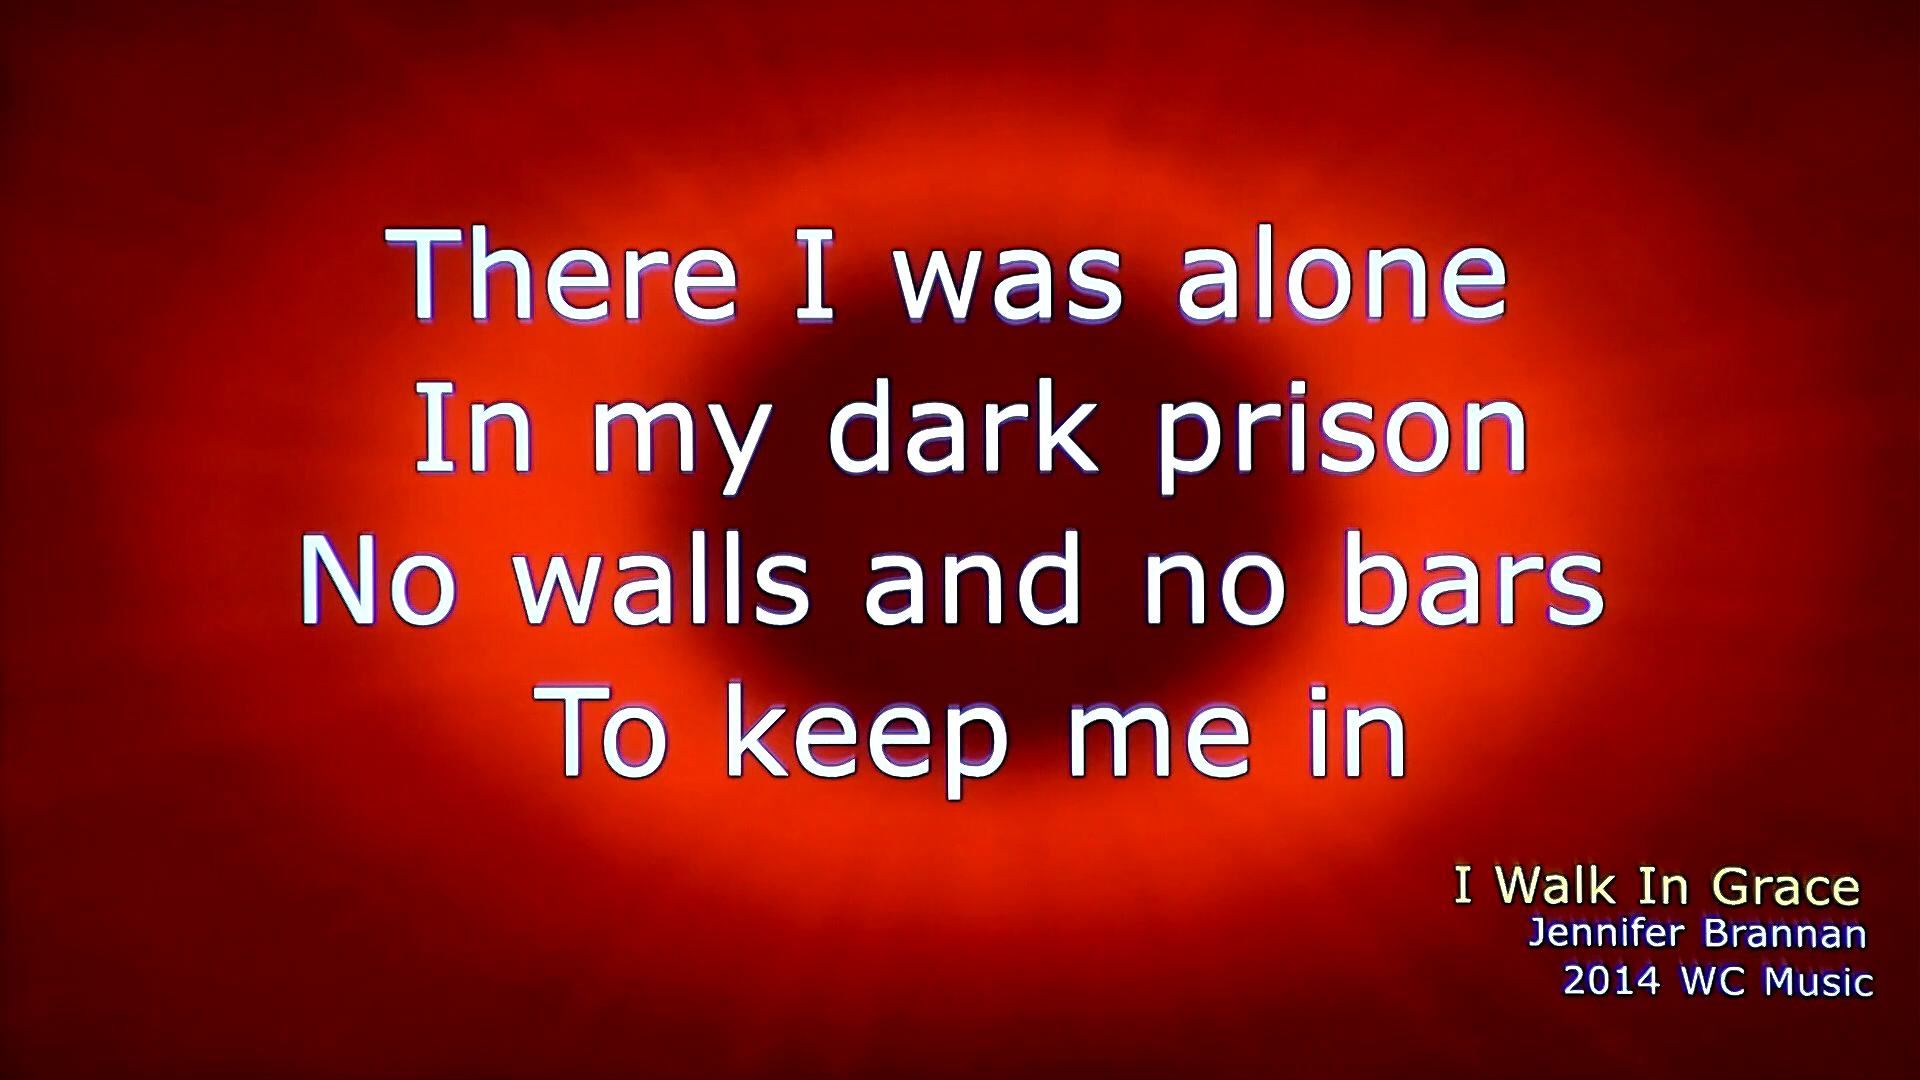 There I was alone
In my dark prison
No walls and no bars
To keep me in
I Walk In Grace
Jennifer Brannan
2014 WC Music